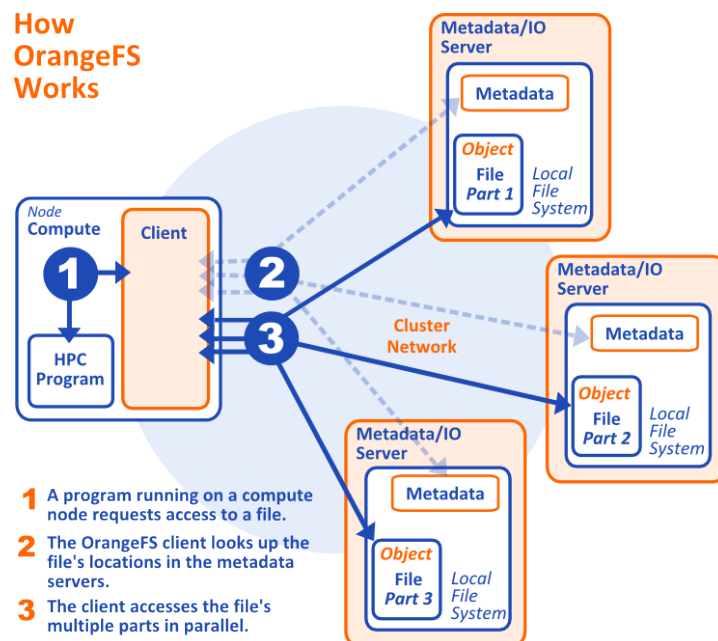 How
OrangeFS
Works
Metadata/IO
Server
Metadata
Object
File
Part 1
Local
File
System
Node
Compute
Client
1
2
3
HPC
Program
Cluster
Network
Metadata/IO
Server
Metadata
Object
File
Part 2
Local
File
System
Metadata/IO
Server
Metadata
Object
File
Part 3
Local
File
System
1 A program running on a compute
node requests access to a file.
2 The OrangeFS client looks up the
file's locations in the metadata
servers.
3 The client accesses the file's
multiple parts in parallel.